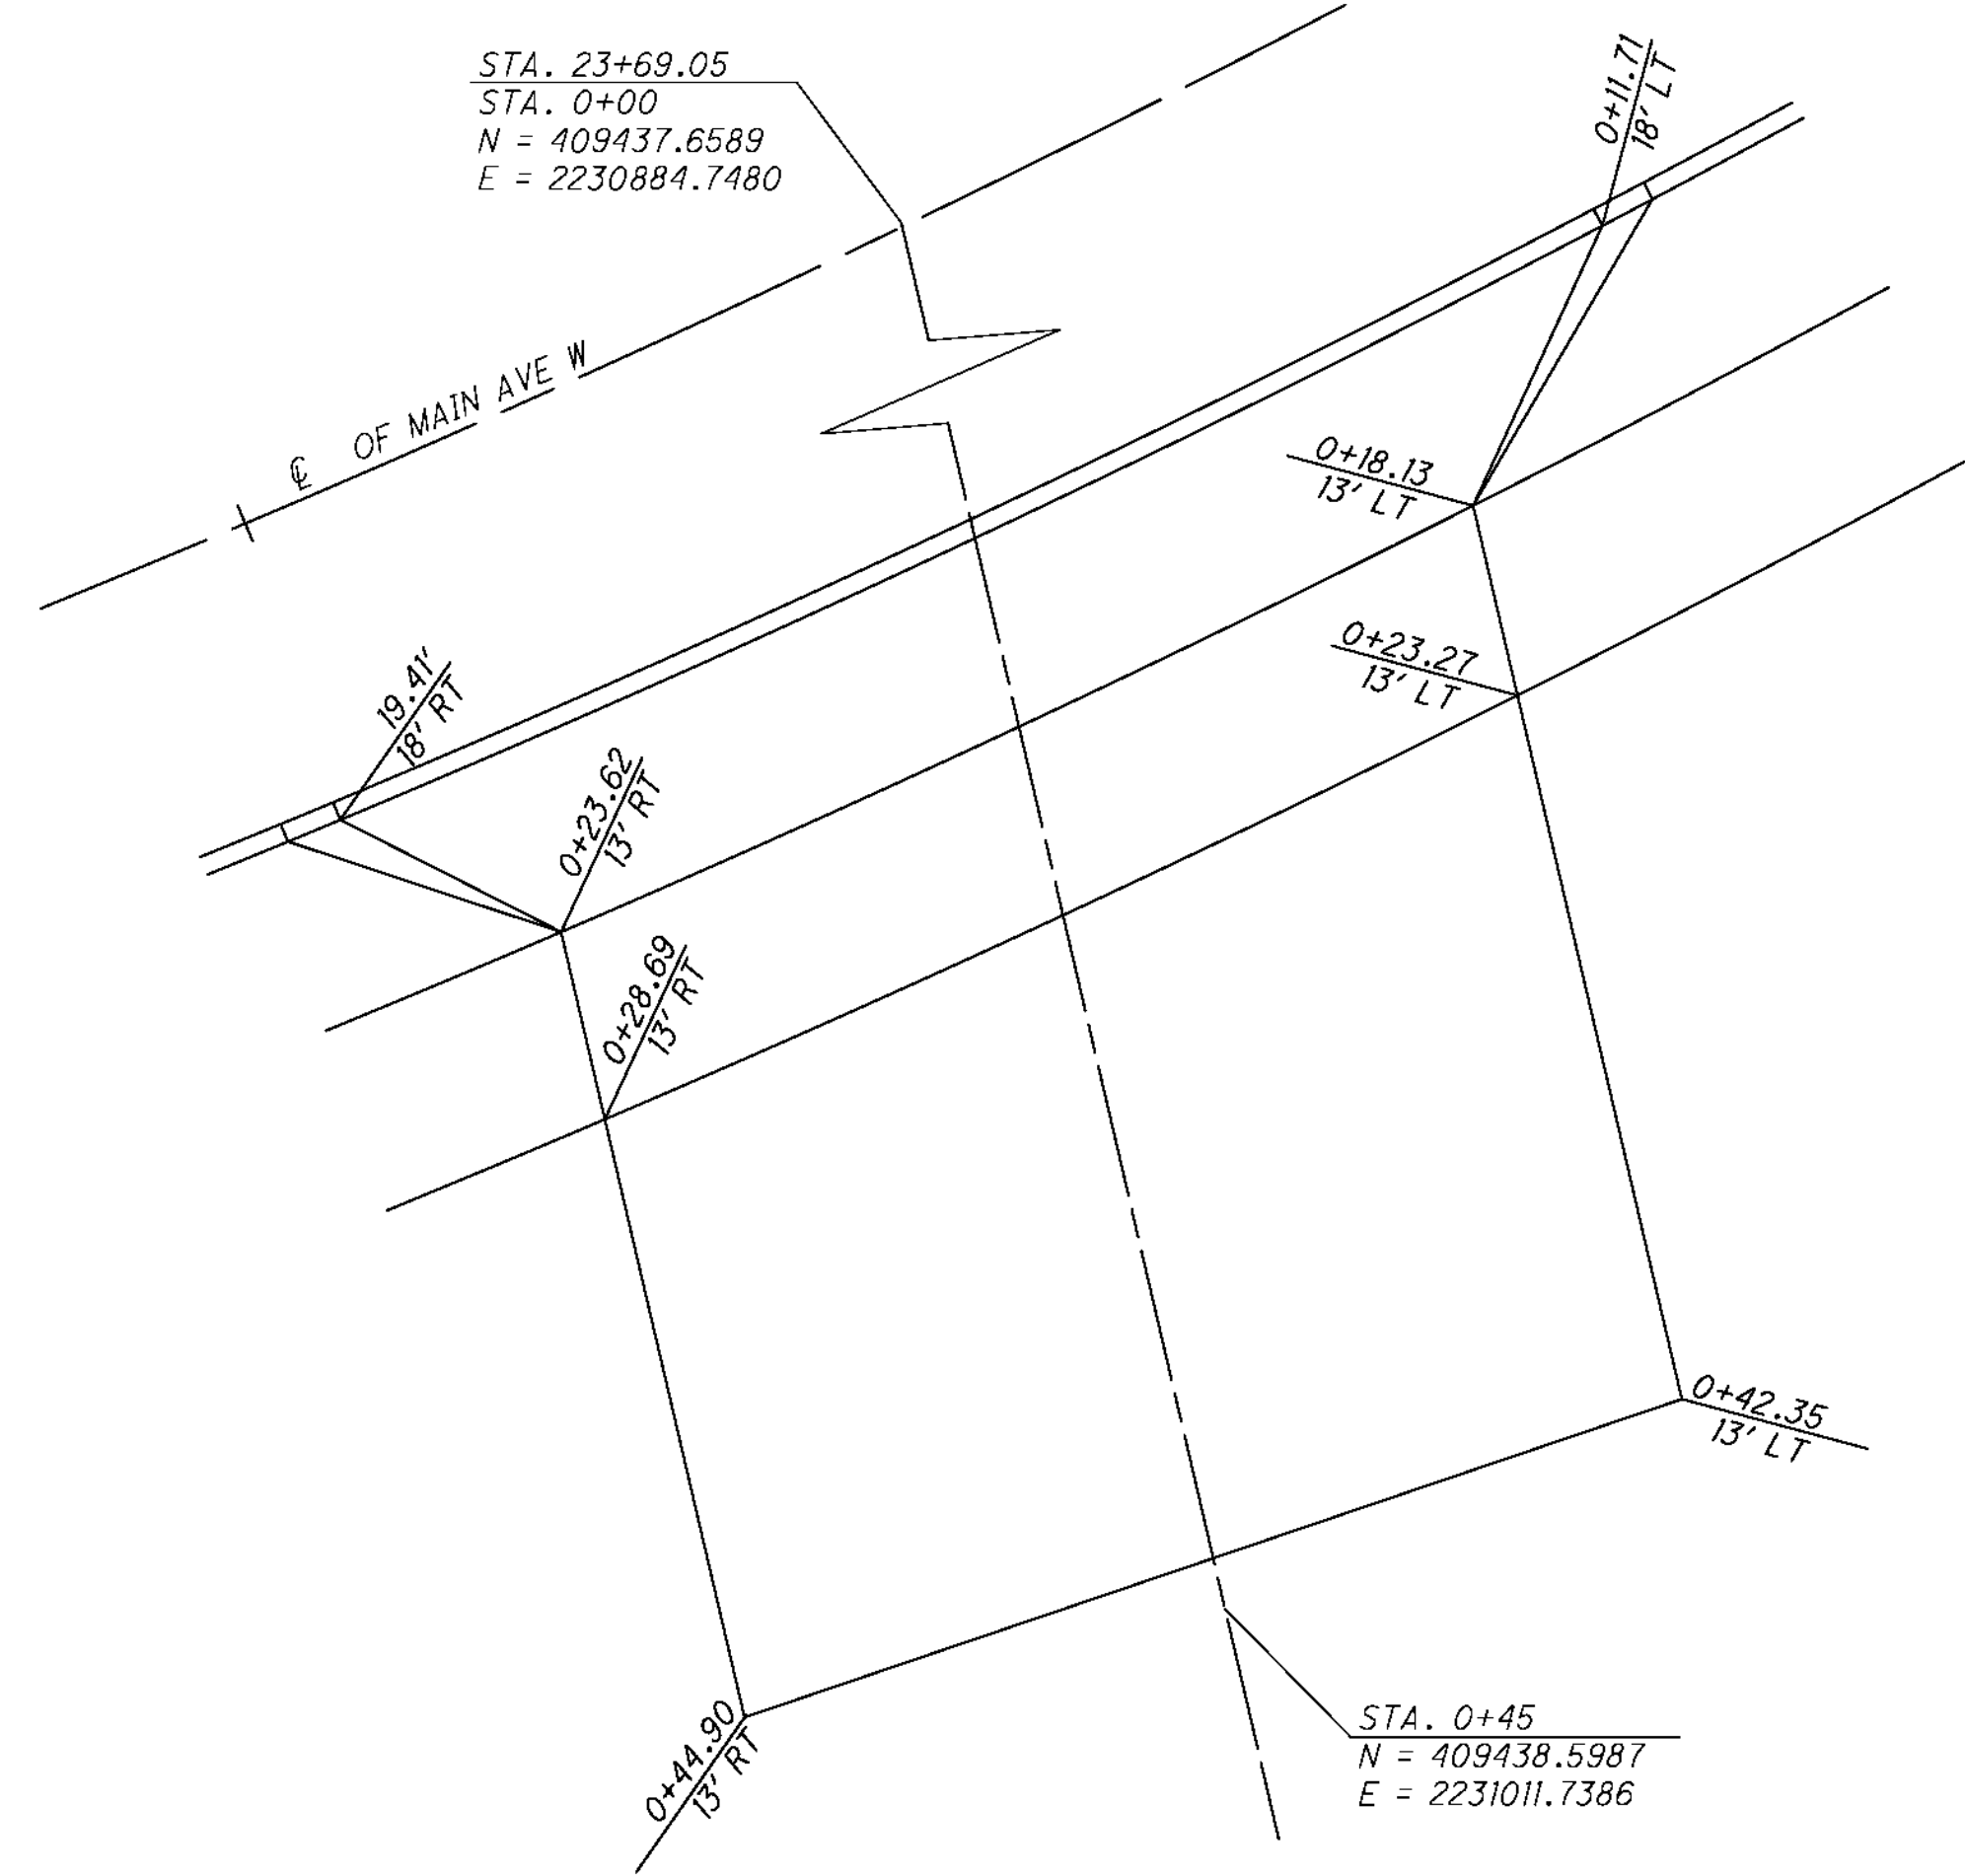 STA. 23+69.05
STA. 0+00
N = 409437.6589
E = 2230884.7480
0+11.71
18' LT
℄ OF MAIN AVE W
0+18.13
13' LT
0+23.27
13' LT
19.41'
18' RT
0+23.62
13' RT
0+28.69
13' RT
0+42.35
13' LT
0+44.90
13' RT
STA. 0+45
N = 409438.5987
E = 2231011.7386